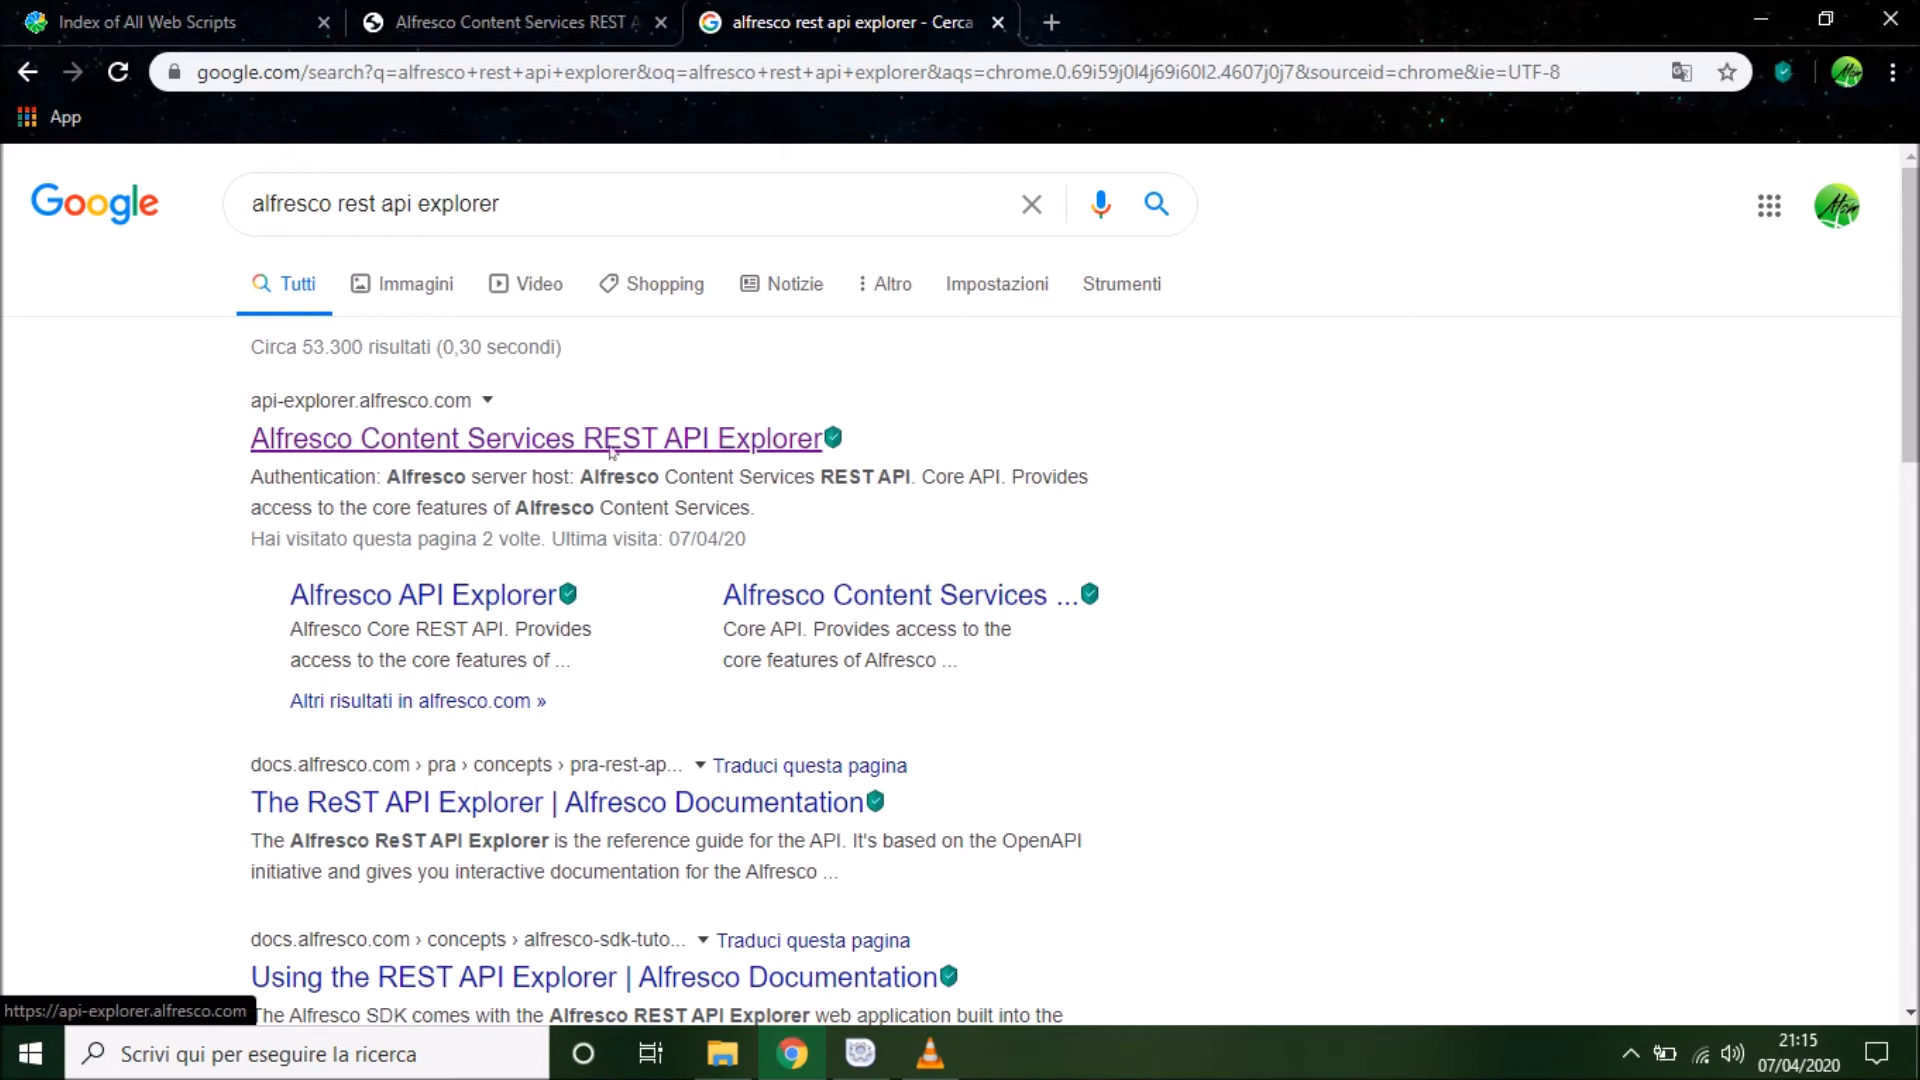 Index of All Web Scripts
Alfresco Content Services REST A
alfresco rest api explorer - Cerca
google.com/search?q=alfresco+rest+api+explorer&oq=alfresco+rest+api+explorer&aqs=chrome.0.69i59j0l4j69i60l2.4607j0j7&sourceid=chrome&ie=UTF-8
App
Google
alfresco rest api explorer
Tutti Immagini Video Shopping Notizie Altro Impostazioni Strumenti
Circa 53.300 risultati (0,30 secondi)
api-explorer.alfresco.com
Alfresco Content Services REST API Explorer
Authentication: Alfresco server host: Alfresco Content Services REST API. Core API. Provides
access to the core features of Alfresco Content Services.
Hai visitato questa pagina 2 volte. Ultima visita: 07/04/20
Alfresco API Explorer
Alfresco Core REST API. Provides
access to the core features of ...
Alfresco Content Services ...
Core API. Provides access to the
core features of Alfresco ...
Altri risultati in alfresco.com »
docs.alfresco.com › pra › concepts › pra-rest-ap... Traduci questa pagina
The ReST API Explorer | Alfresco Documentation
The Alfresco ReST API Explorer is the reference guide for the API. It's based on the OpenAPI
initiative and gives you interactive documentation for the Alfresco ...
docs.alfresco.com › concepts › alfresco-sdk-tuto... Traduci questa pagina
Using the REST API Explorer | Alfresco Documentation
The Alfresco SDK comes with the Alfresco REST API Explorer web application built into the
https://api-explorer.alfresco.com
Scrivi qui per eseguire la ricerca
21:15
07/04/2020